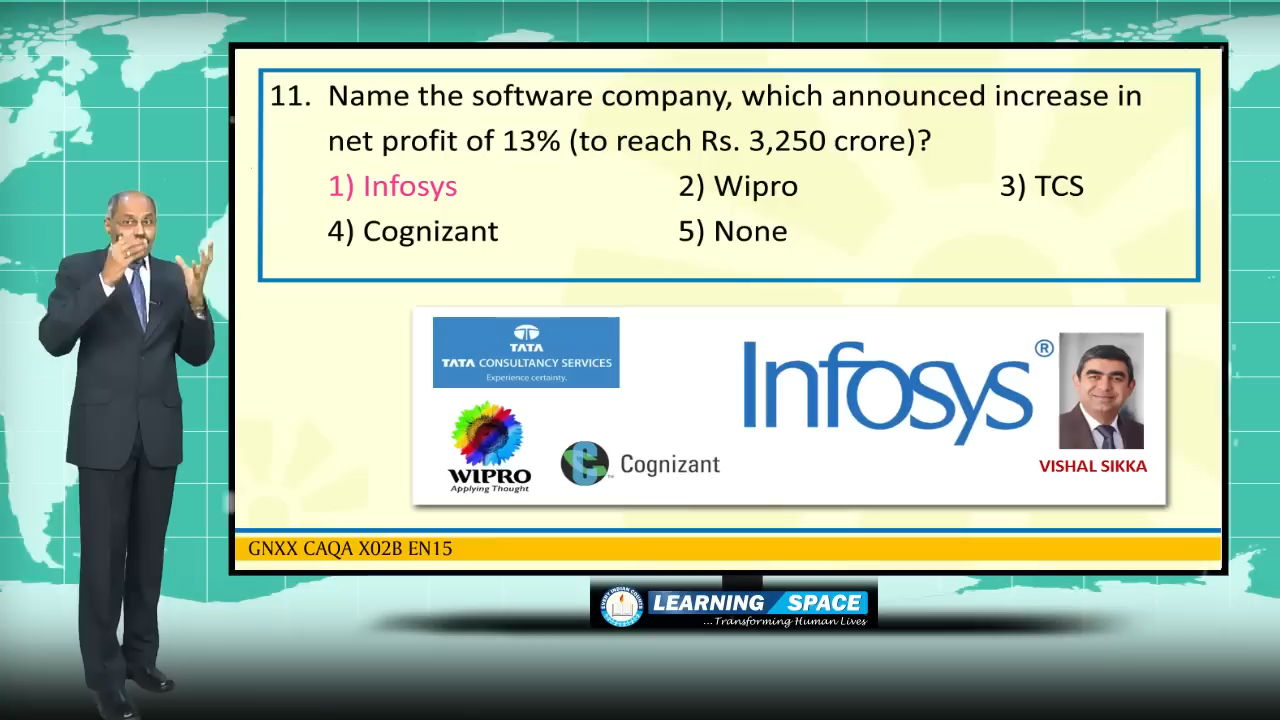 11. Name the software company, which announced increase in
net profit of 13% (to reach Rs. 3,250 crore)?
1) Infosys 2) Wipro 3) TCS
4) Cognizant 5) None
TATA
TATA CONSULTANCY SERVICES
Experience certainty.
Infosys®
WIPRO
Applying Thought
C
Cognizant
VISHAL SIKKA
GNXX CAQA X02B EN15
LEARNING SPACE
...Transforming Human Lives